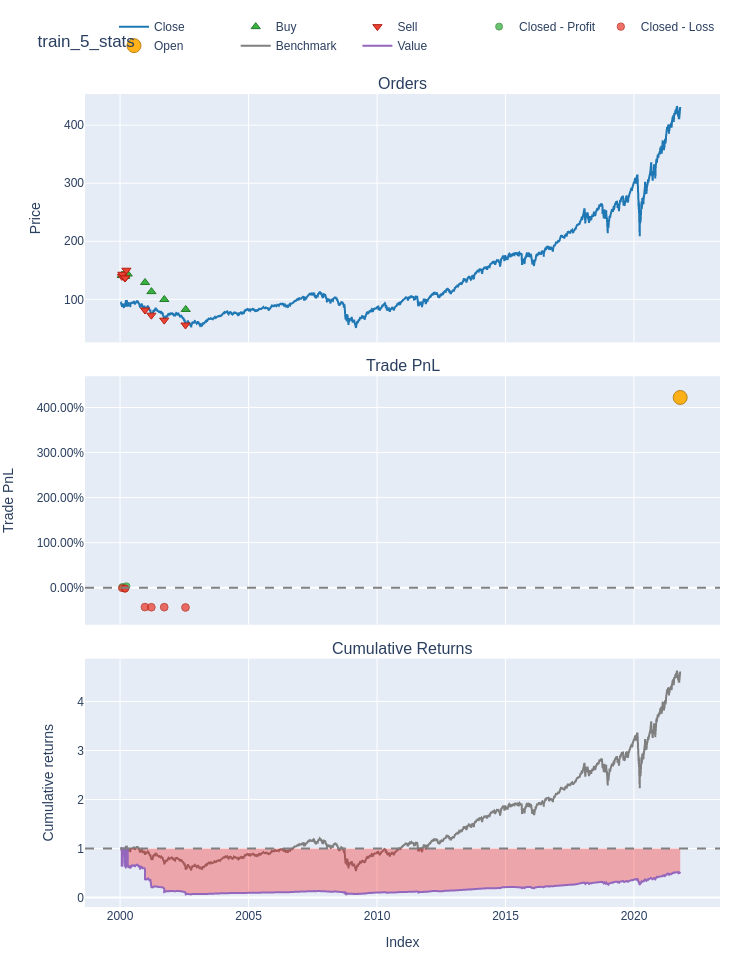 train_5_stats
Close Buy Sell Closed - Profit Closed - Loss
Open Benchmark Value
Orders
400
300
200
100
Price
Trade PnL
400.00%
300.00%
200.00%
100.00%
0.00%
Trade PnL
Cumulative Returns
4
3
2
1
0
Cumulative returns
2000 2005 2010 2015 2020
Index